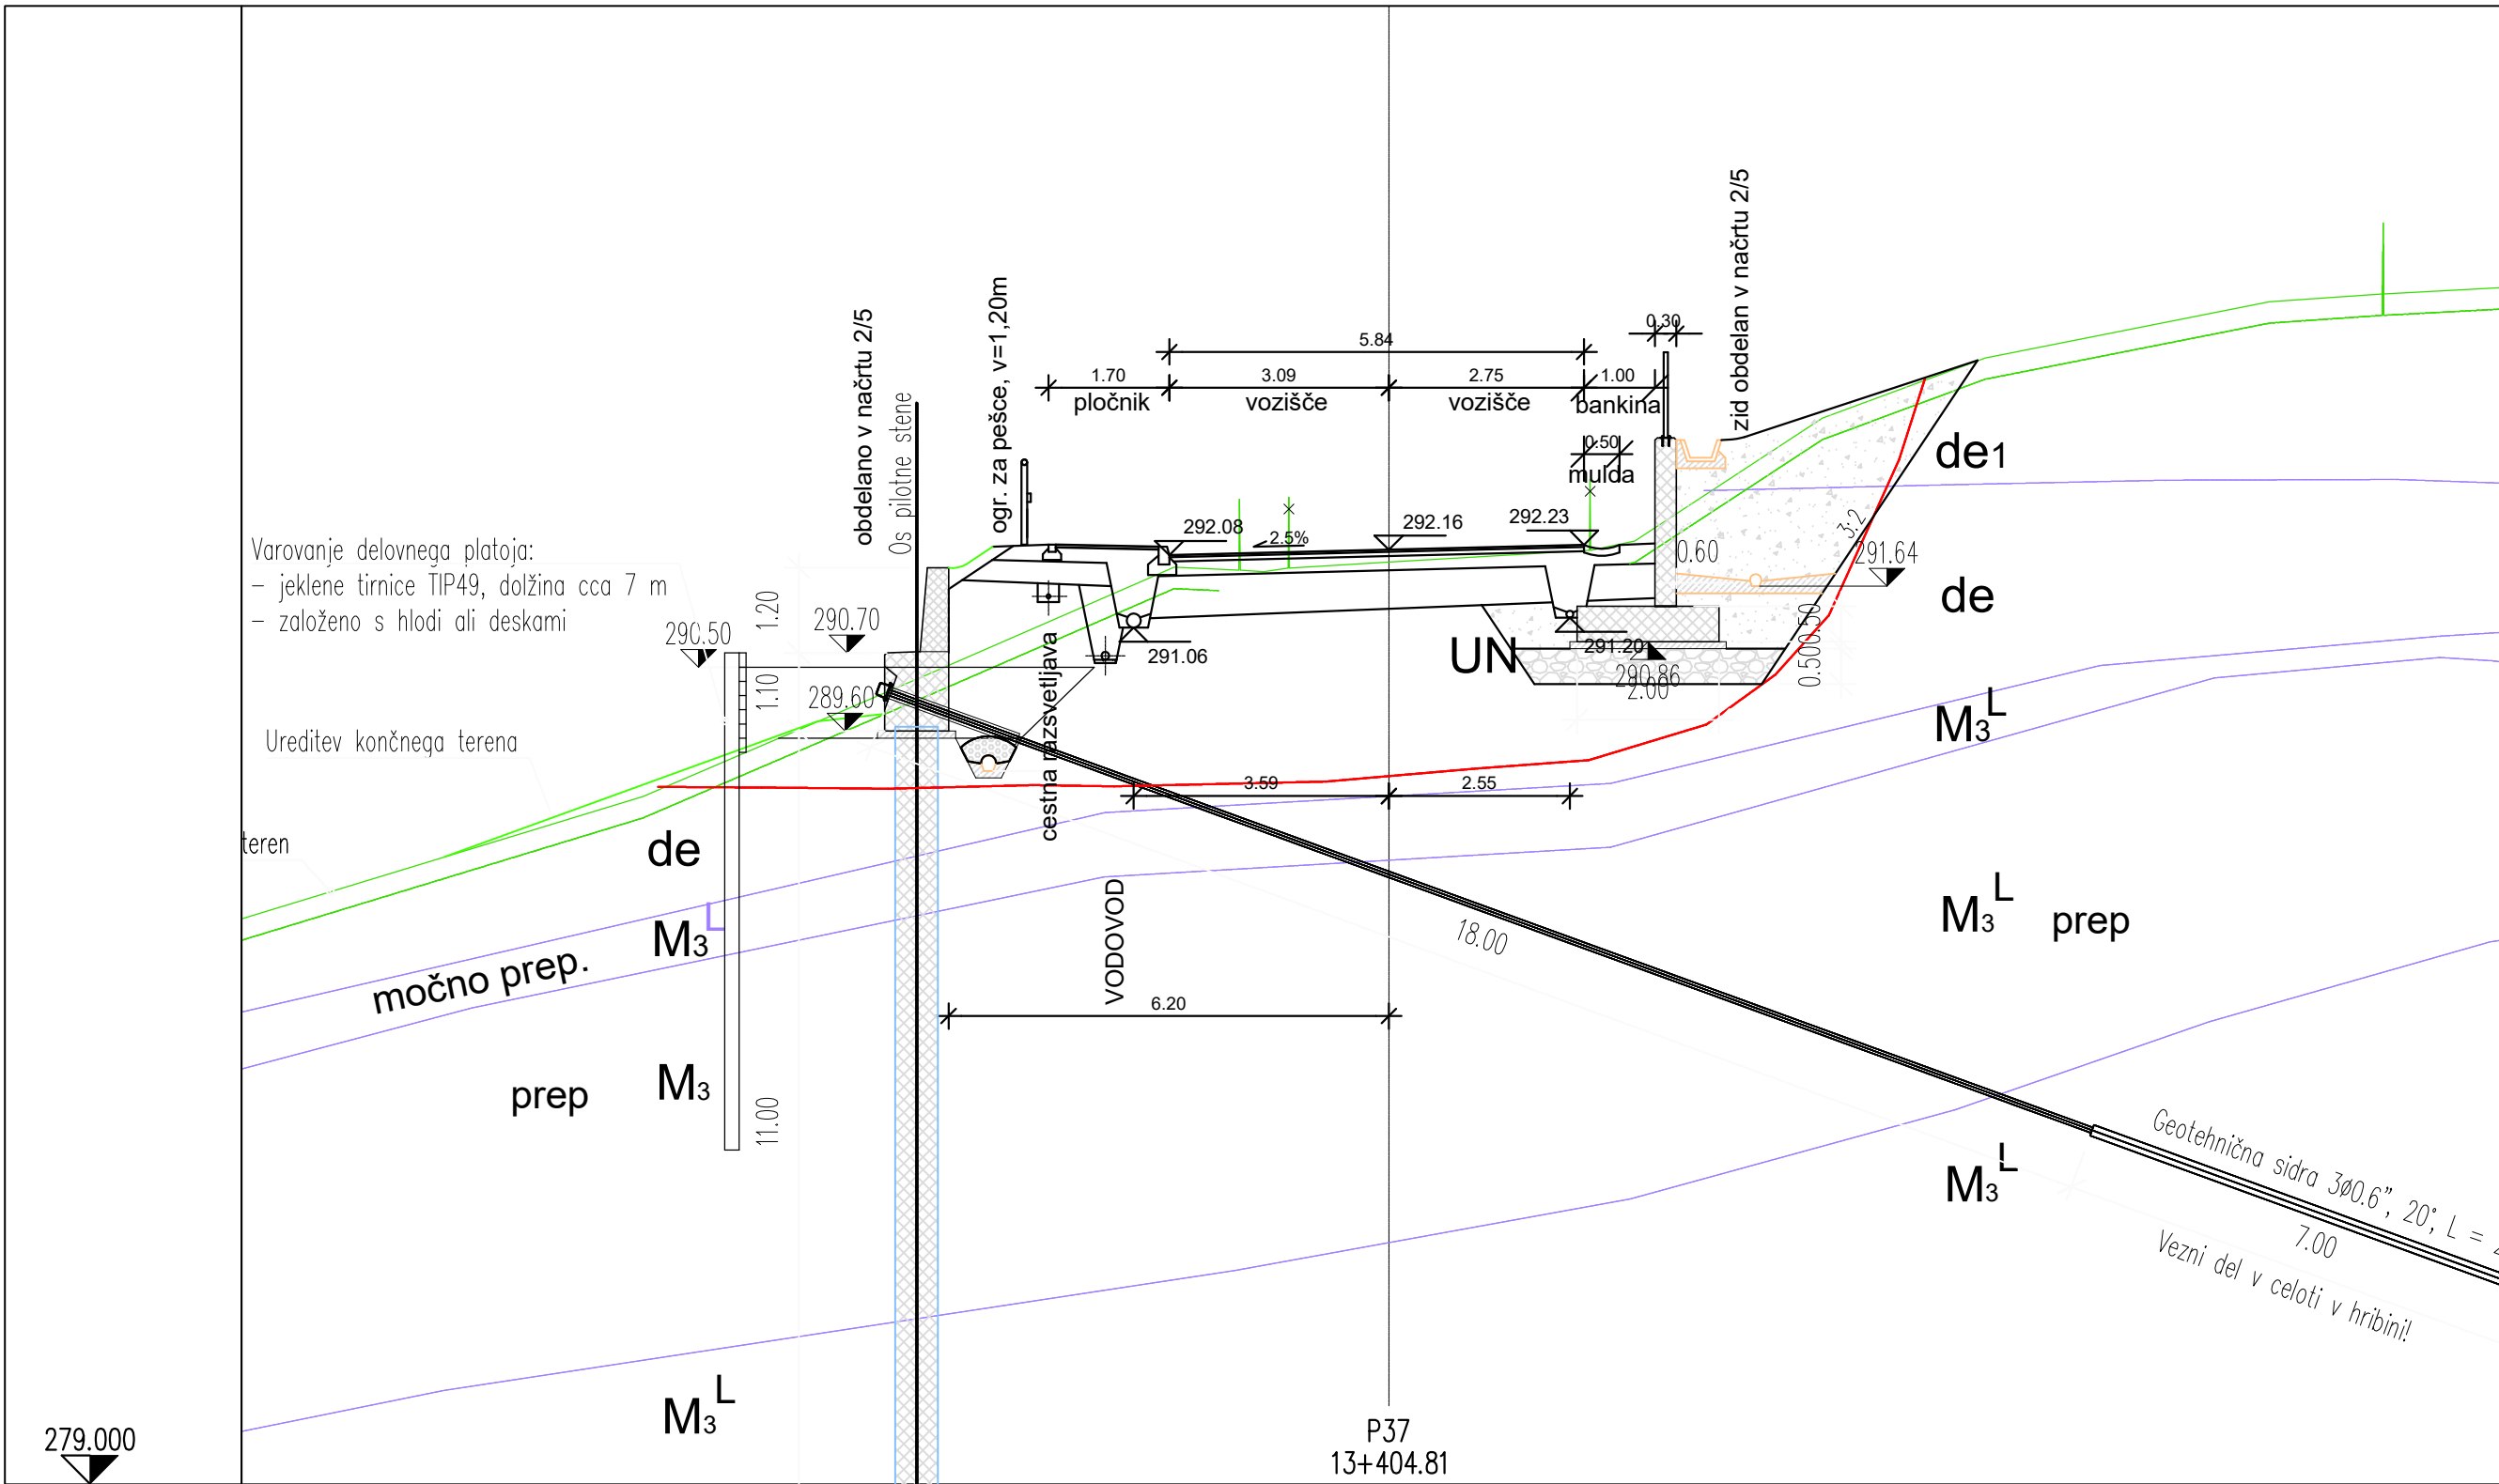 obdelano v načrtu 2/5
Os pilotne stene
ogr. za pešce, v=1,20m
zid obdelan v načrtu 2/5
0.30
5.84
1.70
3.09
2.75
1.00
pločnik
vozišče
vozišče
bankina
0.50
mulda
292.08
2.5%
292.16
292.23
de1
3:2
0.60
291.64
de
Varovanje delovnega platoja:
– jeklene tirnice TIP49, dolžina cca 7 m
– založeno s hlodi ali deskami
290.50
1.20
290.70
291.06
UN
291.20
290.86
2.00
0.50
0.50
1.10
289.60
Ureditev končnega terena
cestna razsvetljava
3.59
2.55
M3L
teren
de
M3L
močno prep.
VODOVOD
18.00
M3L
prep
6.20
prep
M3
11.00
Geotehnična sidra 3ø0.6", 20°, L =
7.00
Vezni del v celoti v hribini!
M3L
M3L
P37
13+404.81
279.000